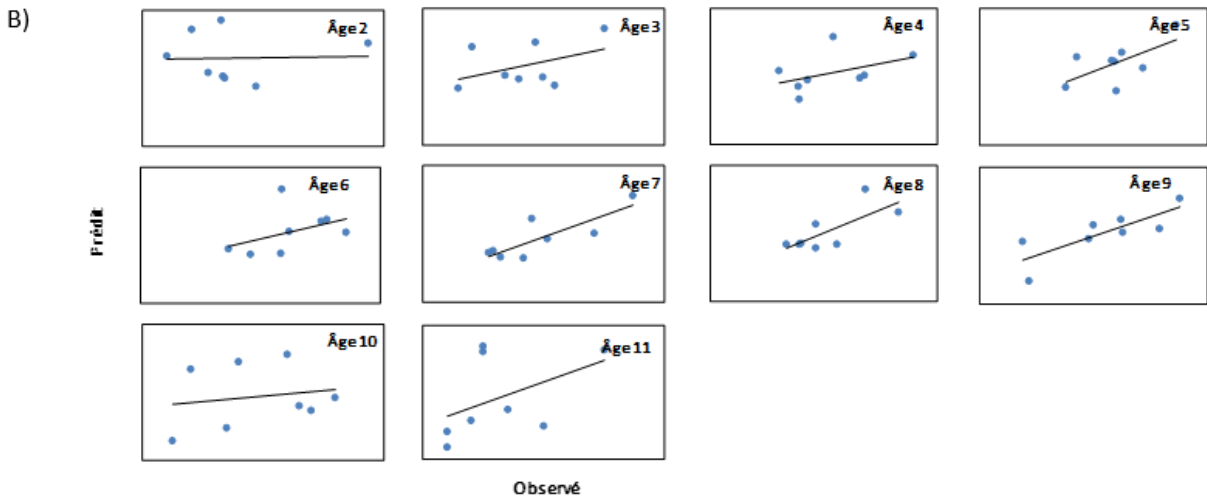 B)
Âge2
Âge3
Âge4
Âge5
Âge6
Âge7
Âge8
Âge9
Prédit
Âge10
Âge11
Observé